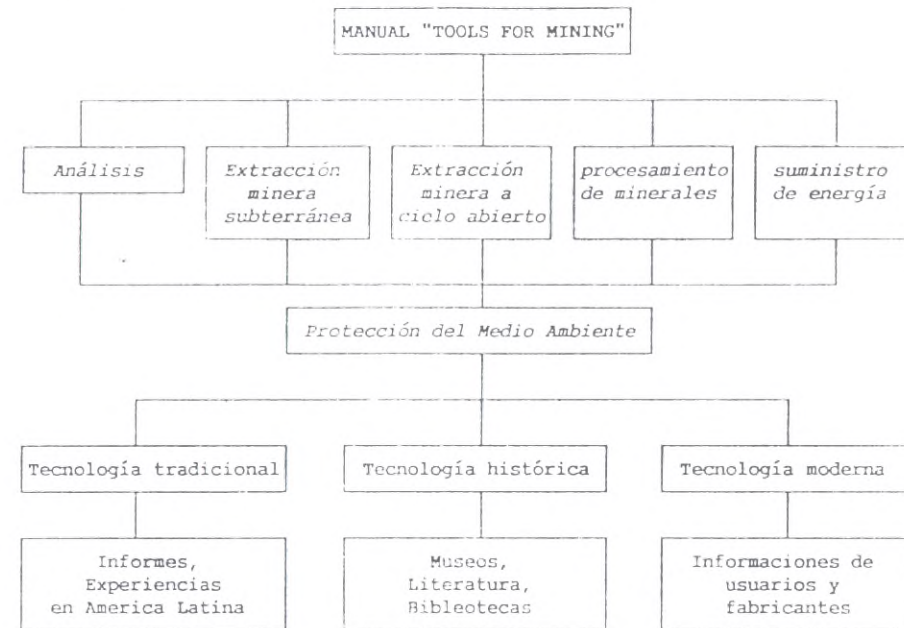 MANUAL "TOOLS FOR MINING"
Análisis
Extracción
minera
subterránea
Extracción
minera a
ciclo abierto
procesamiento
de minerales
suministro
de energía
Protección del Medio Ambiente
Tecnología tradicional
Tecnología histórica
Tecnología moderna
Informes,
Experiencias
en America Latina
Museos,
Literatura,
Bibleotecas
Informaciones de
usuarios y
fabricantes